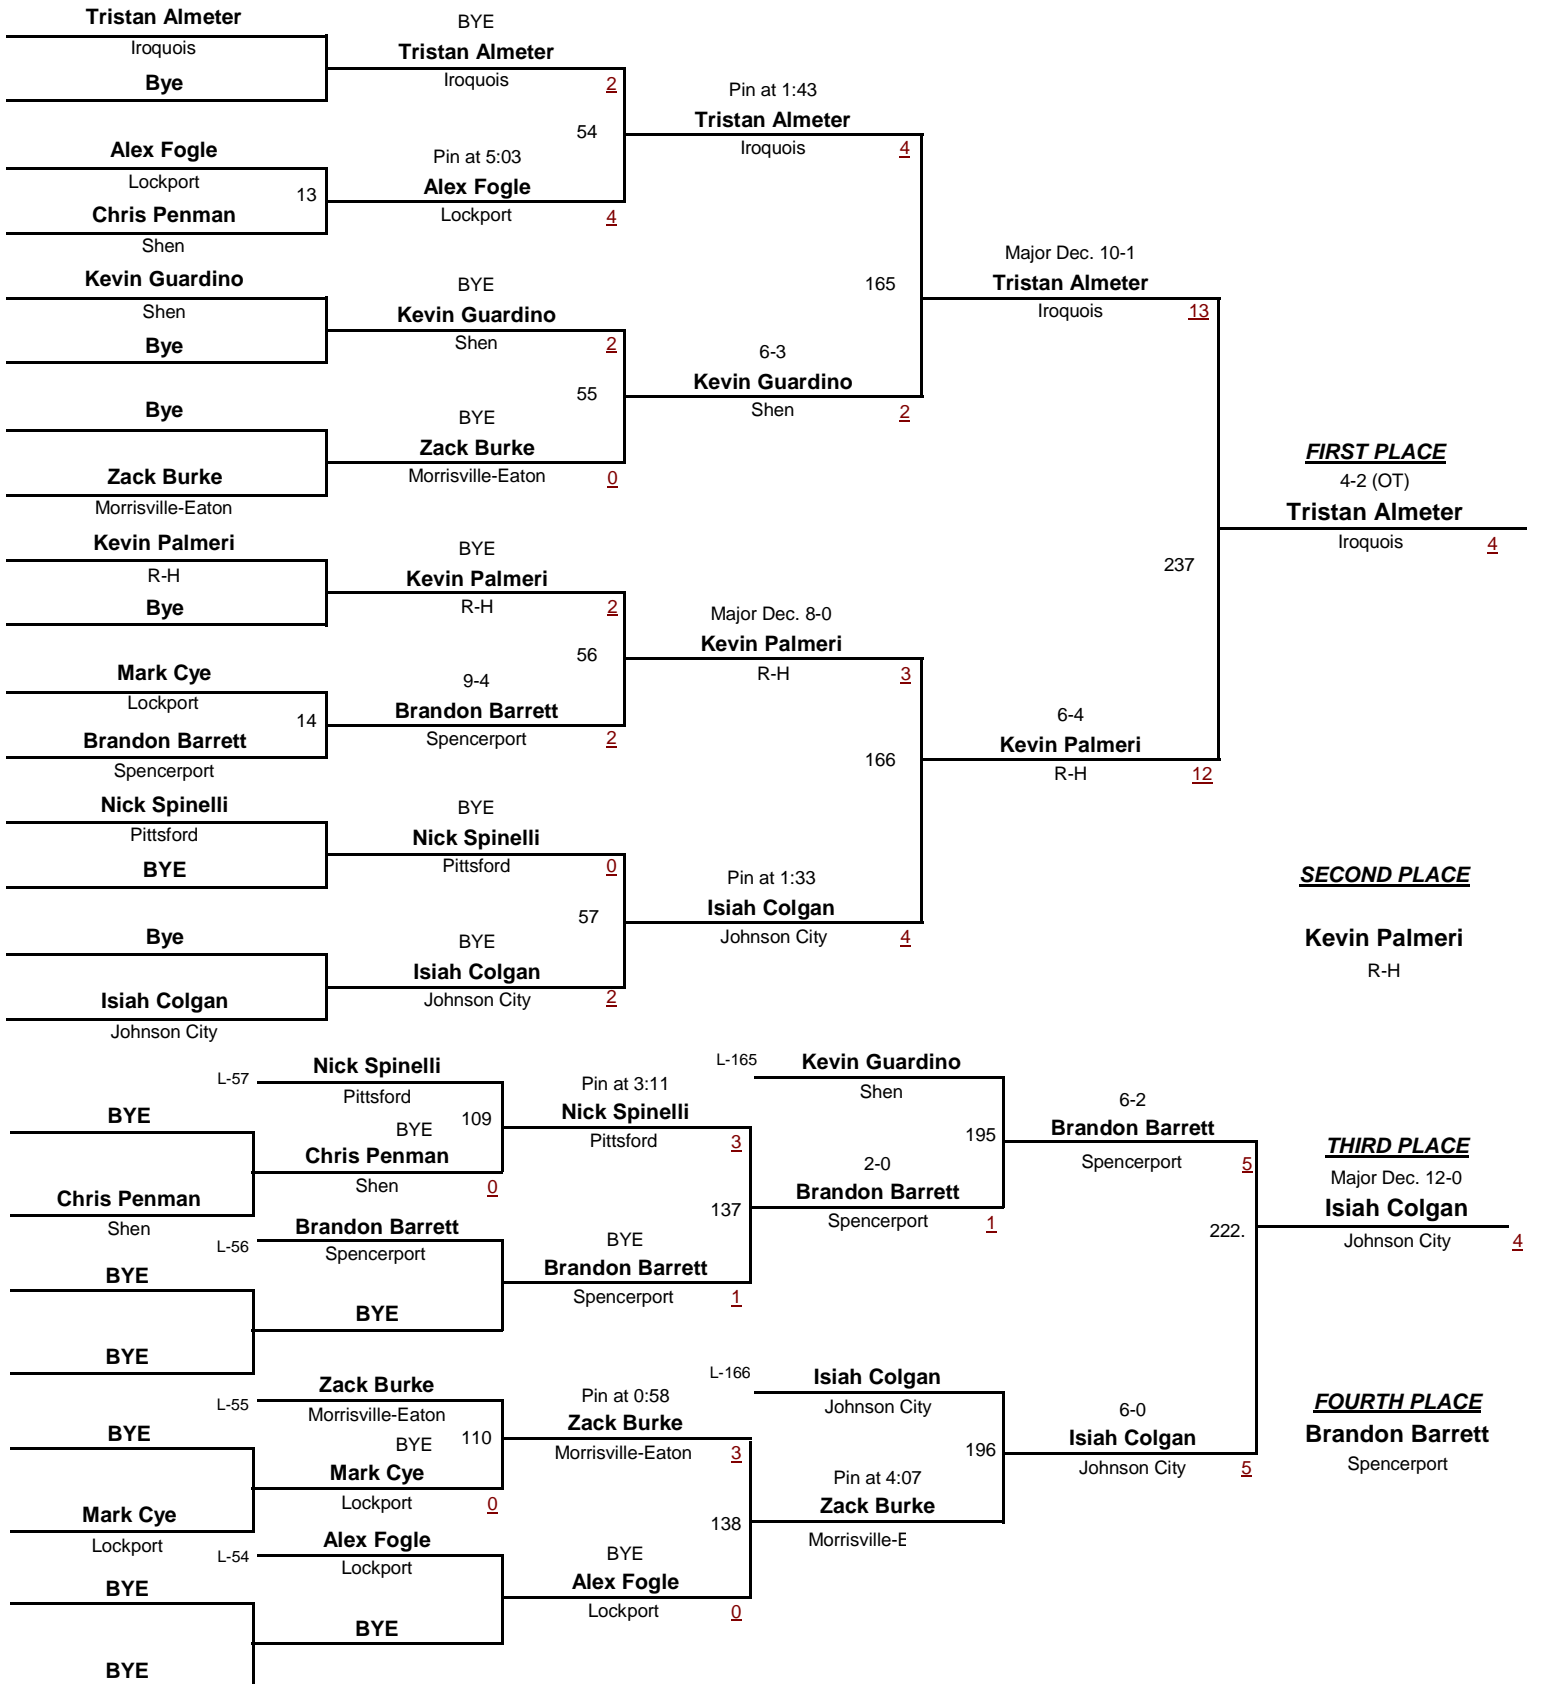 Tristan Almeter
Iroquois
Bye
BYE
Tristan Almeter
Iroquois
2
Alex Fogle
Lockport
13
Chris Penman
Shen
Pin at 5:03
Alex Fogle
Lockport
4
54
Pin at 1:43
Tristan Almeter
Iroquois
4
Kevin Guardino
Shen
Bye
BYE
Kevin Guardino
Shen
2
Bye
Zack Burke
Morrisville-Eaton
BYE
Zack Burke
Morrisville-Eaton
0
55
6-3
Kevin Guardino
Shen
2
165
Major Dec. 10-1
Tristan Almeter
Iroquois
13
Kevin Palmeri
R-H
Bye
BYE
Kevin Palmeri
R-H
2
Mark Cye
Lockport
14
Brandon Barrett
Spencerport
9-4
Brandon Barrett
Spencerport
2
56
Major Dec. 8-0
Kevin Palmeri
R-H
3
Nick Spinelli
Pittsford
BYE
BYE
Nick Spinelli
Pittsford
0
Bye
Isiah Colgan
Johnson City
BYE
Isiah Colgan
Johnson City
2
57
Pin at 1:33
Isiah Colgan
Johnson City
4
166
6-4
Kevin Palmeri
R-H
12
237
FIRST PLACE
4-2 (OT)
Tristan Almeter
Iroquois
4
SECOND PLACE
Kevin Palmeri
R-H
L-57
Nick Spinelli
Pittsford
BYE
Chris Penman
Shen
BYE
Chris Penman
Shen
0
109
Pin at 3:11
Nick Spinelli
Pittsford
3
L-56
Brandon Barrett
Spencerport
BYE
BYE
BYE
BYE
Brandon Barrett
Spencerport
1
137
L-165
Kevin Guardino
Shen
2-0
Brandon Barrett
Spencerport
1
195
6-2
Brandon Barrett
Spencerport
5
L-55
Zack Burke
Morrisville-Eaton
BYE
Mark Cye
Lockport
BYE
Mark Cye
Lockport
0
110
Pin at 0:58
Zack Burke
Morrisville-Eaton
3
L-54
Alex Fogle
Lockport
BYE
BYE
BYE
BYE
Alex Fogle
Lockport
0
138
L-166
Isiah Colgan
Johnson City
Pin at 4:07
Zack Burke
Morrisville-E
196
6-0
Isiah Colgan
Johnson City
5
222.
THIRD PLACE
Major Dec. 12-0
Isiah Colgan
Johnson City
4
FOURTH PLACE
Brandon Barrett
Spencerport